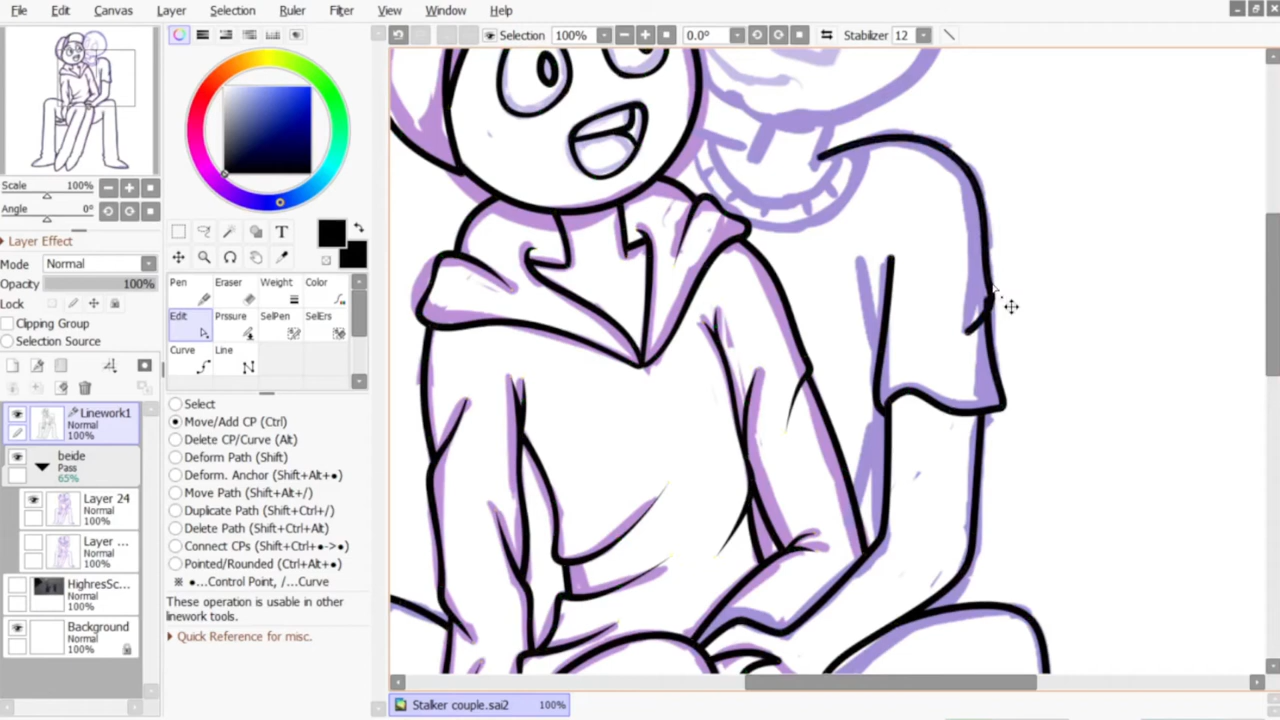 File Edit Canvas Layer Selection Ruler Filter View Window Help
Selection 100% 0.0° Stabilizer 12
Scale 100%
Angle 0°
Layer Effect
Mode Normal
Opacity 100%
Lock
Clipping Group
Selection Source
Linework1
Normal
100%
beide
Pass
65%
Layer 24
Normal
100%
Layer ...
Normal
100%
HighresSc...
Normal
100%
Background
Normal
100%
T
Pen Eraser Weight Color
Edit Prssure SelPen SelErs
Curve Line
Select
Move/Add CP (Ctrl)
Delete CP/Curve (Alt)
Deform Path (Shift)
Deform. Anchor (Shift+Alt+●)
Move Path (Shift+Alt+/)
Duplicate Path (Shift+Ctrl+/)
Delete Path (Shift+Ctrl+Alt)
Connect CPs (Shift+Ctrl+●->●)
Pointed/Rounded (Ctrl+Alt+●)
※ ●...Control Point, /...Curve
These operation is usable in other
linework tools.
Quick Reference for misc.
Stalker couple.sai2 100%